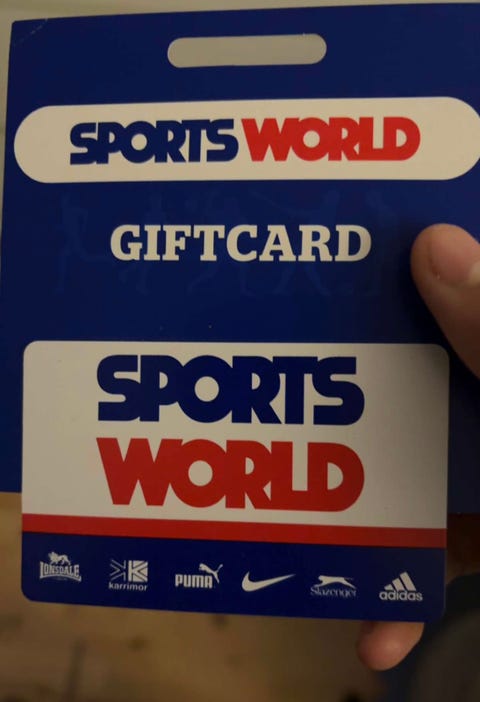 SPORTS WORLD
GIFTCARD
SPORTS
WORLD
LONSDALE karrimor PUMA Slazenger adidas